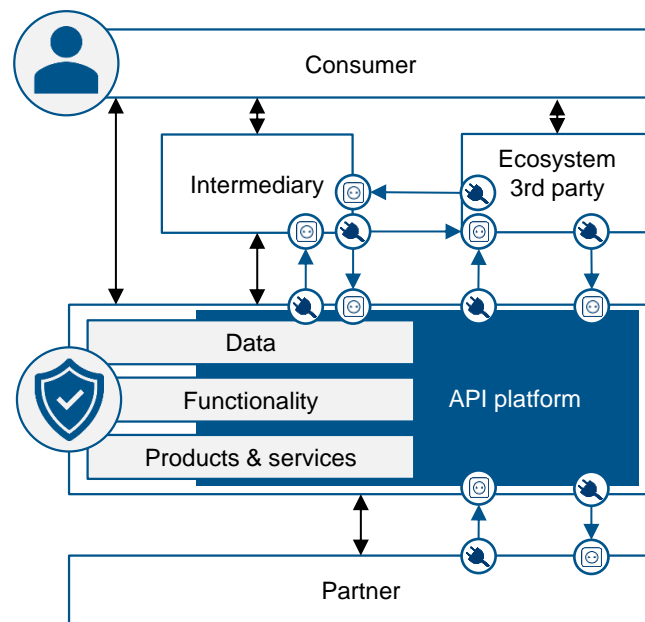 Consumer
Intermediary
Ecosystem
3rd party
Data
Functionality
API platform
Products & services
Partner